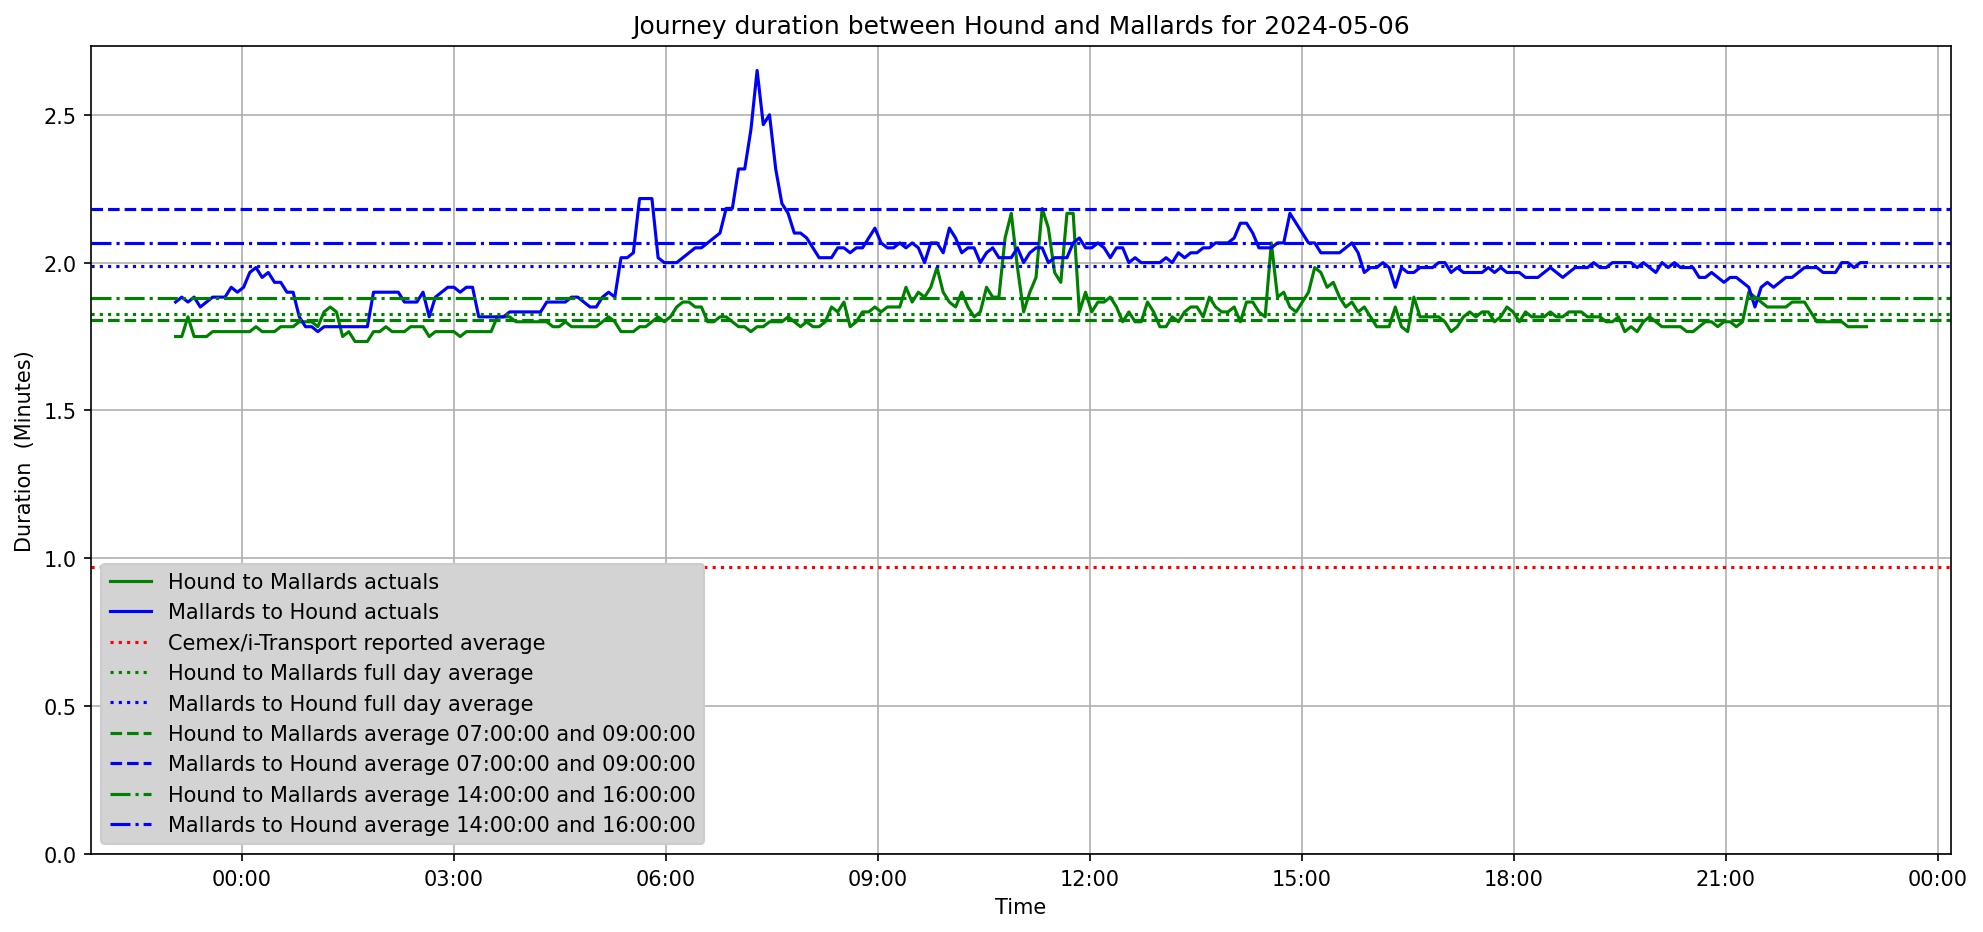 Journey duration between Hound and Mallards for 2024-05-06
Duration (Minutes)
2.5
2.0
1.5
1.0
0.5
0.0
Hound to Mallards actuals
Mallards to Hound actuals
Cemex/i-Transport reported average
Hound to Mallards full day average
Mallards to Hound full day average
Hound to Mallards average 07:00:00 and 09:00:00
Mallards to Hound average 07:00:00 and 09:00:00
Hound to Mallards average 14:00:00 and 16:00:00
Mallards to Hound average 14:00:00 and 16:00:00
00:00 03:00 06:00 09:00 12:00 15:00 18:00 21:00 00:00
Time